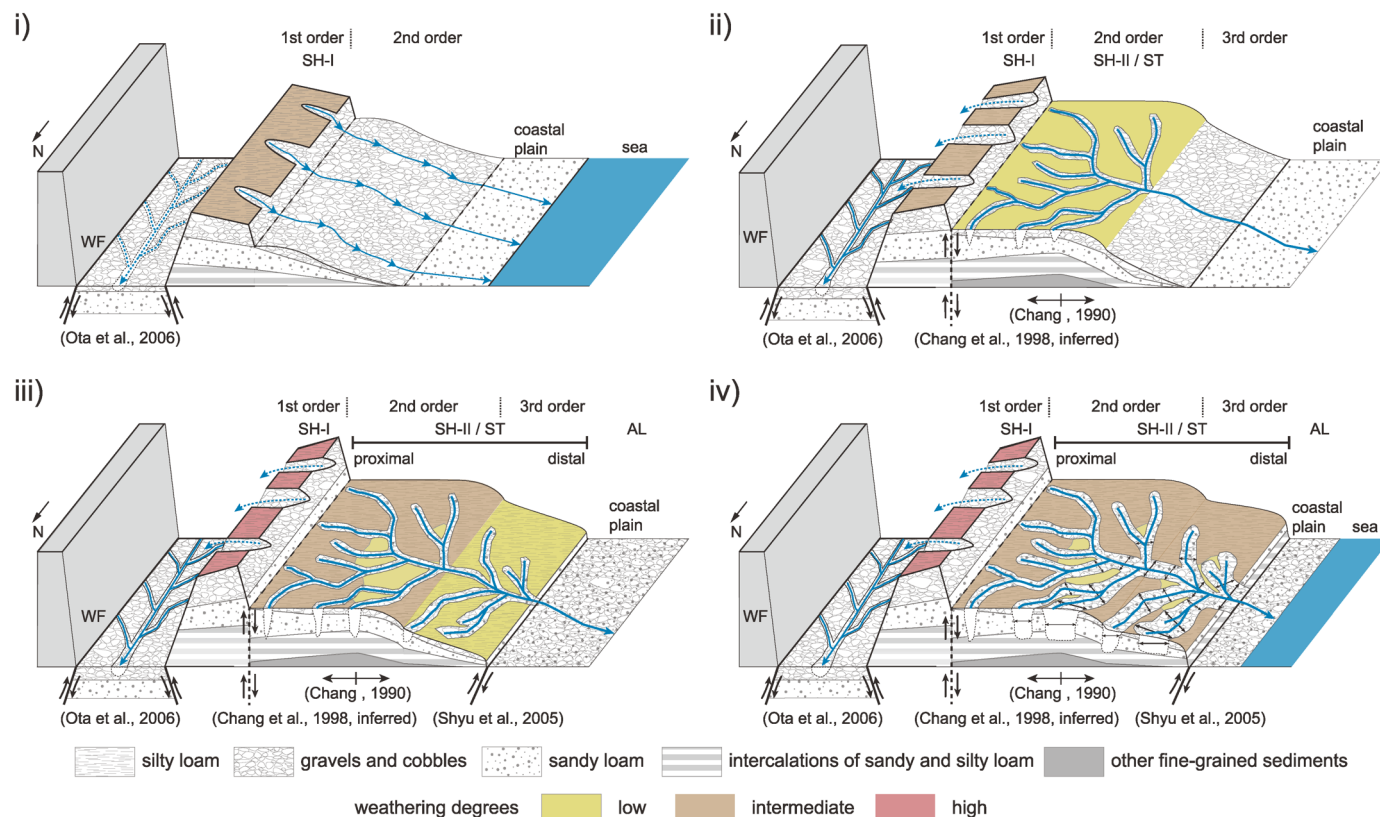 i)
1st order
2nd order
SH-I
N
WF
coastal
plain
sea
(Ota et al., 2006)
ii)
1st order
2nd order
3rd order
SH-I
SH-II / ST
N
WF
coastal
plain
(Chang , 1990)
(Ota et al., 2006)
(Chang et al., 1998, inferred)
iii)
1st order
2nd order
3rd order
SH-I
SH-II / ST
AL
proximal
distal
N
WF
coastal
plain
(Chang , 1990)
(Ota et al., 2006)
(Chang et al., 1998, inferred)
(Shyu et al., 2005)
iv)
1st order
2nd order
3rd order
SH-I
SH-II / ST
AL
proximal
distal
N
WF
coastal
plain
sea
(Chang , 1990)
(Ota et al., 2006)
(Chang et al., 1998, inferred)
(Shyu et al., 2005)
silty loam
gravels and cobbles
sandy loam
intercalations of sandy and silty loam
other fine-grained sediments
weathering degrees
low
intermediate
high